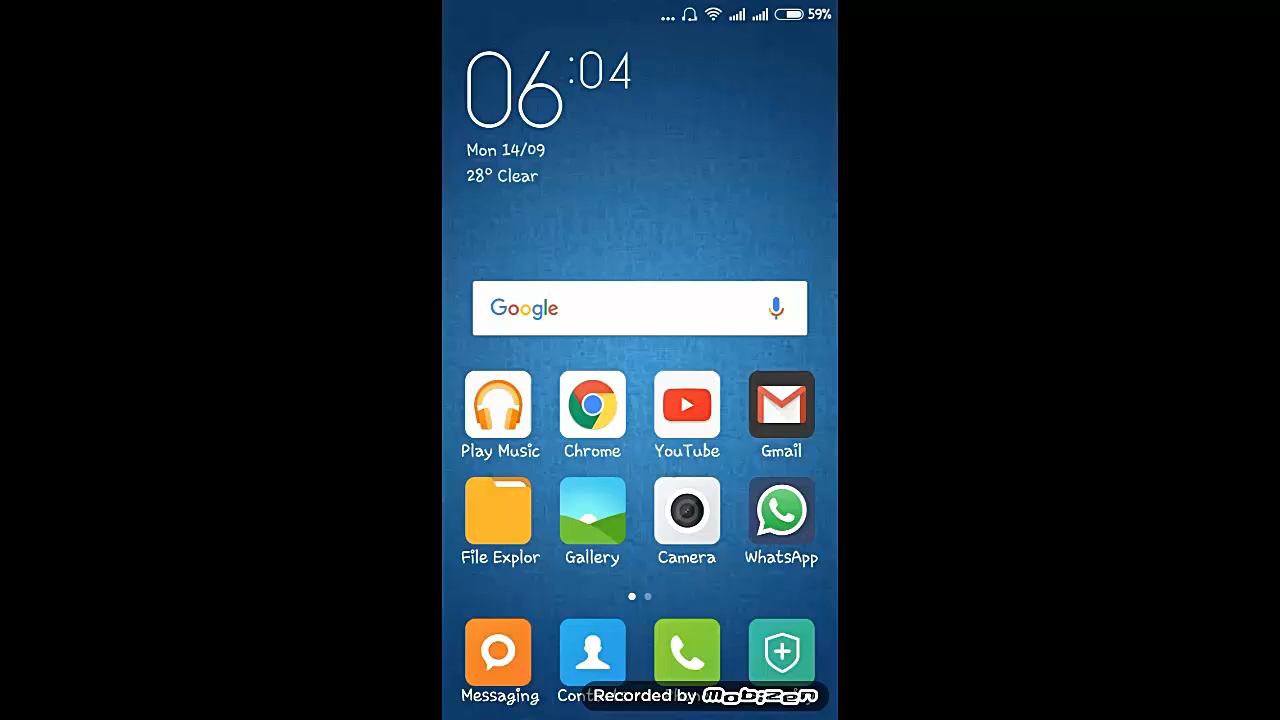 59%
06:04
Mon 14/09
28° Clear
Google
Play Music Chrome YouTube Gmail
File Explor Gallery Camera WhatsApp
Messaging
Recorded by Mobizen